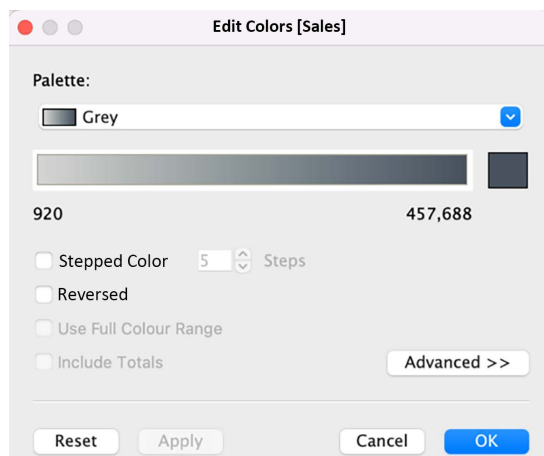 Edit Colors [Sales]
Palette:
Grey
920 457,688
Stepped Color 5 Steps
Reversed
Use Full Colour Range
Include Totals Advanced >>
Reset Apply Cancel OK